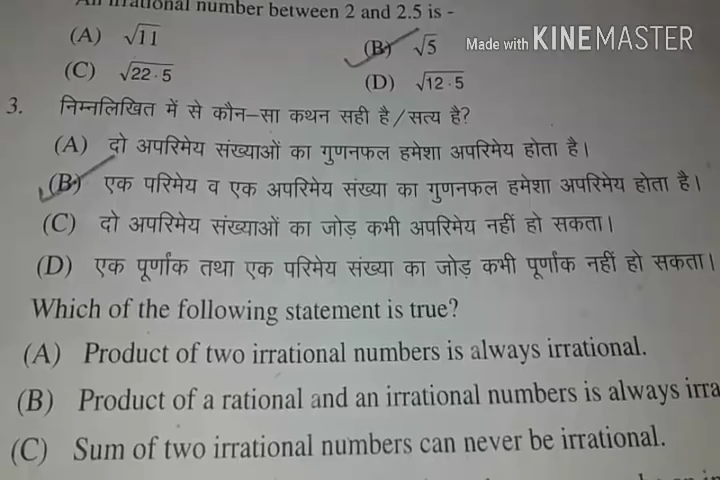 An irrational number between 2 and 2.5 is -
(A) √11
(B) √5
Made with KINEMASTER
(C) √22·5
(D) √12·5
3. निम्नलिखित में से कौन-सा कथन सही है/सत्य है?
(A) दो अपरिमेय संख्याओं का गुणनफल हमेशा अपरिमेय होता है।
(B) एक परिमेय व एक अपरिमेय संख्या का गुणनफल हमेशा अपरिमेय होता है।
(C) दो अपरिमेय संख्याओं का जोड़ कभी अपरिमेय नहीं हो सकता।
(D) एक पूर्णांक तथा एक परिमेय संख्या का जोड़ कभी पूर्णांक नहीं हो सकता।
Which of the following statement is true?
(A) Product of two irrational numbers is always irrational.
(B) Product of a rational and an irrational numbers is always irra
(C) Sum of two irrational numbers can never be irrational.